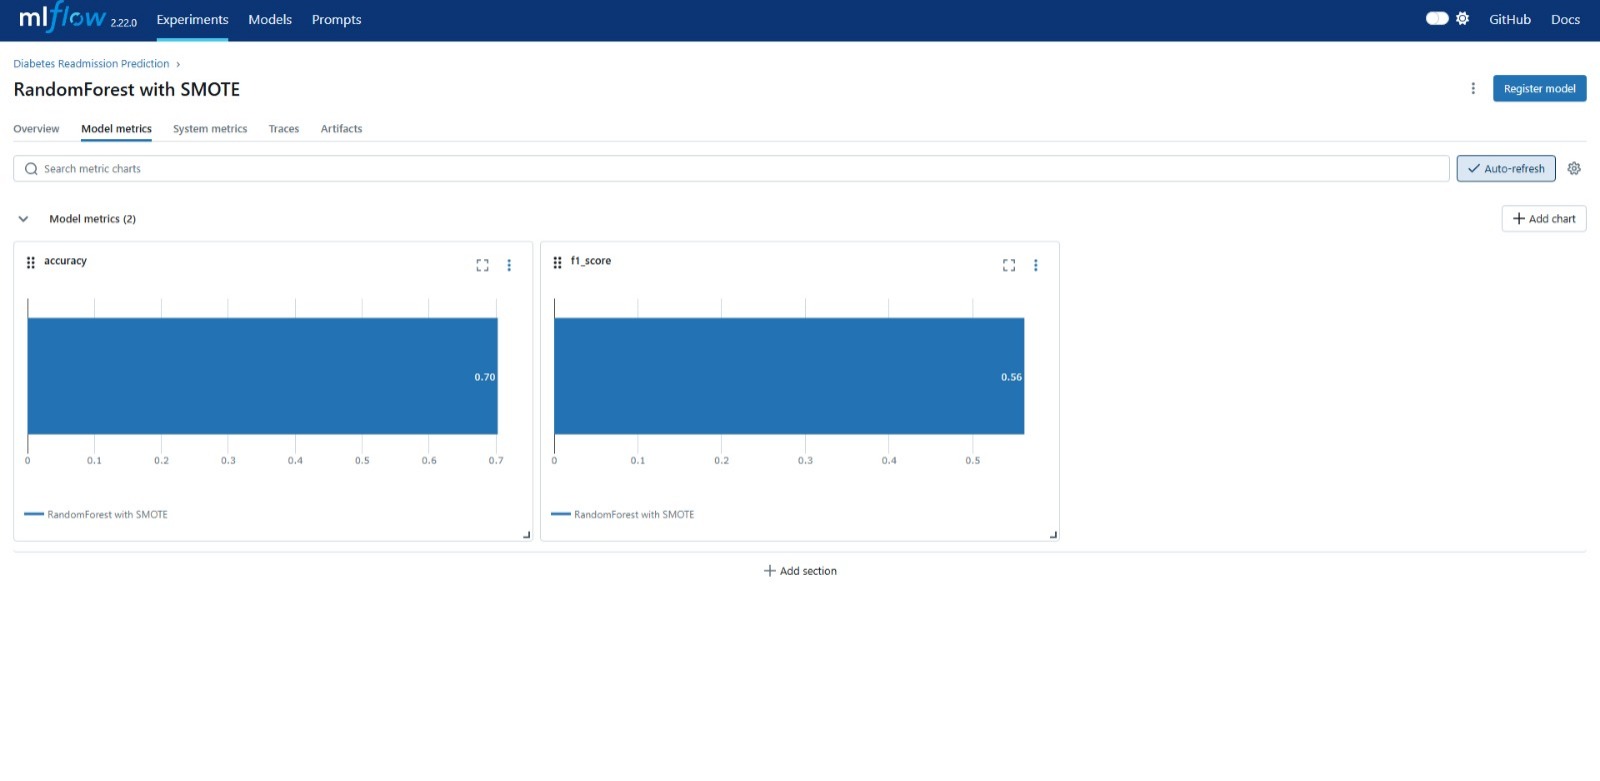 mlflow 2.22.0 Experiments Models Prompts GitHub Docs
Diabetes Readmission Prediction ›
RandomForest with SMOTE
Register model
Overview Model metrics System metrics Traces Artifacts
Search metric charts
Auto-refresh
Model metrics (2)
Add chart
accuracy
0.70
0 0.1 0.2 0.3 0.4 0.5 0.6 0.7
RandomForest with SMOTE
f1_score
0.56
0 0.1 0.2 0.3 0.4 0.5
RandomForest with SMOTE
Add section